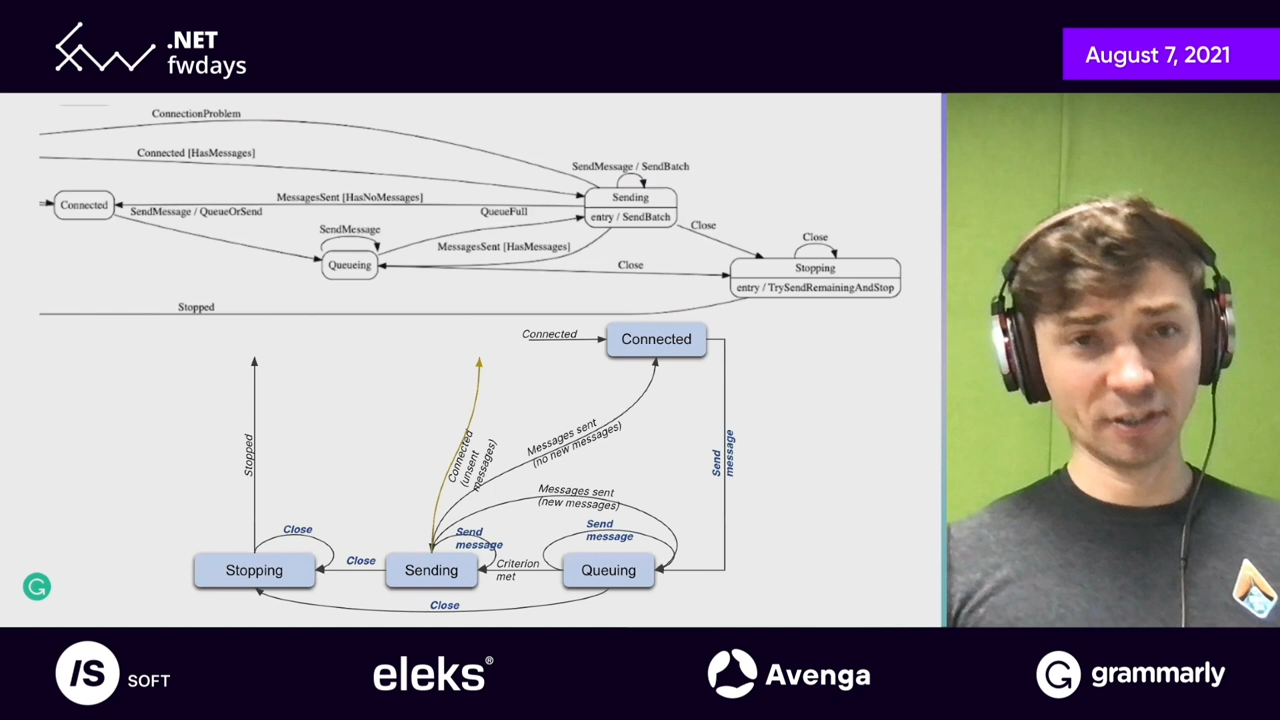 .NET
fwdays
August 7, 2021
ConnectionProblem
Connected [HasMessages]
SendMessage / SendBatch
Sending
entry / SendBatch
MessagesSent [HasNoMessages]
Connected
SendMessage / QueueOrSend
QueueFull
SendMessage
MessagesSent [HasMessages]
Queueing
Close
Close
Close
Stopping
entry / TrySendRemainingAndStop
Stopped
Connected
Connected
Stopped
Connected
(unsent
messages)
Messages sent
(no new messages)
Send
message
Messages sent
(new messages)
Close
Send
message
Send
message
Close
Criterion
met
Stopping
Sending
Queuing
Close
G
IS SOFT
eleks®
Avenga
G grammarly